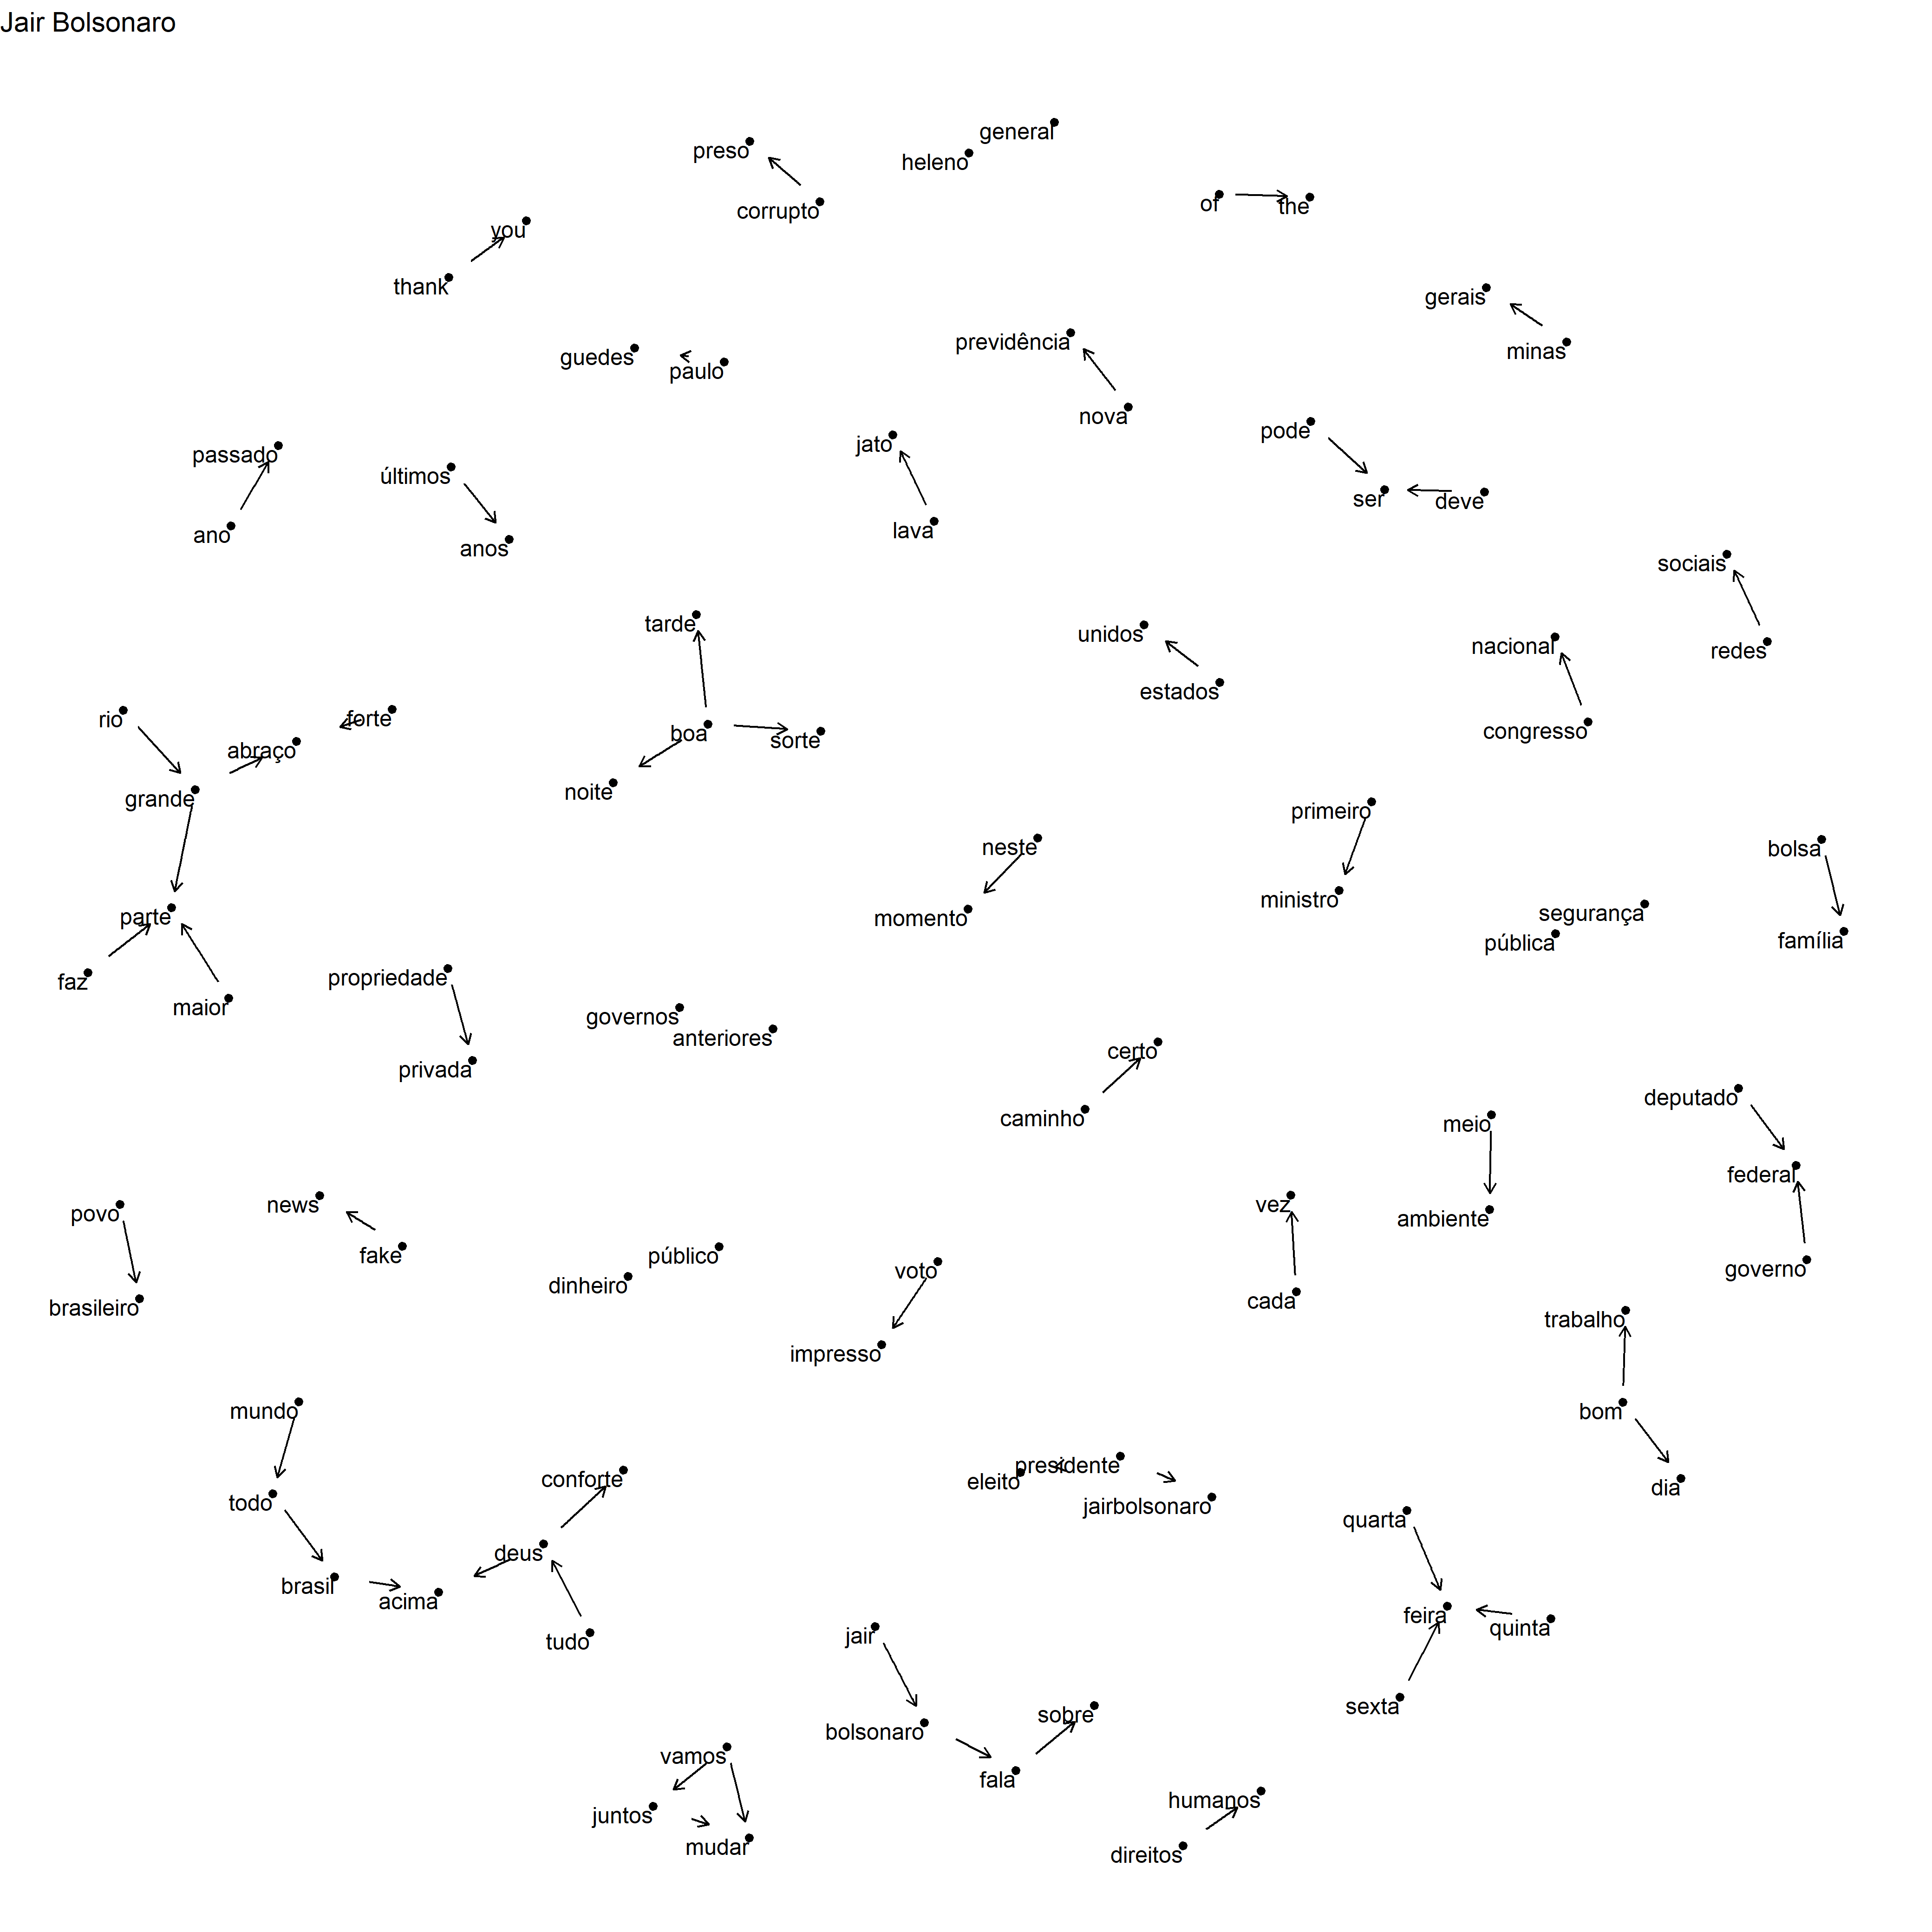 Jair Bolsonaro
general
preso
heleno
of
the
corrupto
you
thank
gerais
previdência
minas
guedes
paulo
nova
pode
jato
passado
últimos
ser
deve
lava
ano
anos
sociais
tarde
unidos
nacional
redes
estados
rio
forte
boa
congresso
sorte
abraço
noite
grande
primeiro
neste
bolsa
ministro
segurança
parte
momento
pública
família
propriedade
faz
maior
governos
anteriores
certo
privada
deputado
caminho
meio
federal
news
vez
povo
ambiente
fake
público
governo
voto
dinheiro
cada
brasileiro
trabalho
impresso
mundo
bom
presidente
conforte
eleito
dia
todo
jairbolsonaro
quarta
deus
brasil
acima
feira
quinta
jair
tudo
sexta
sobre
bolsonaro
vamos
fala
humanos
juntos
mudar
direitos